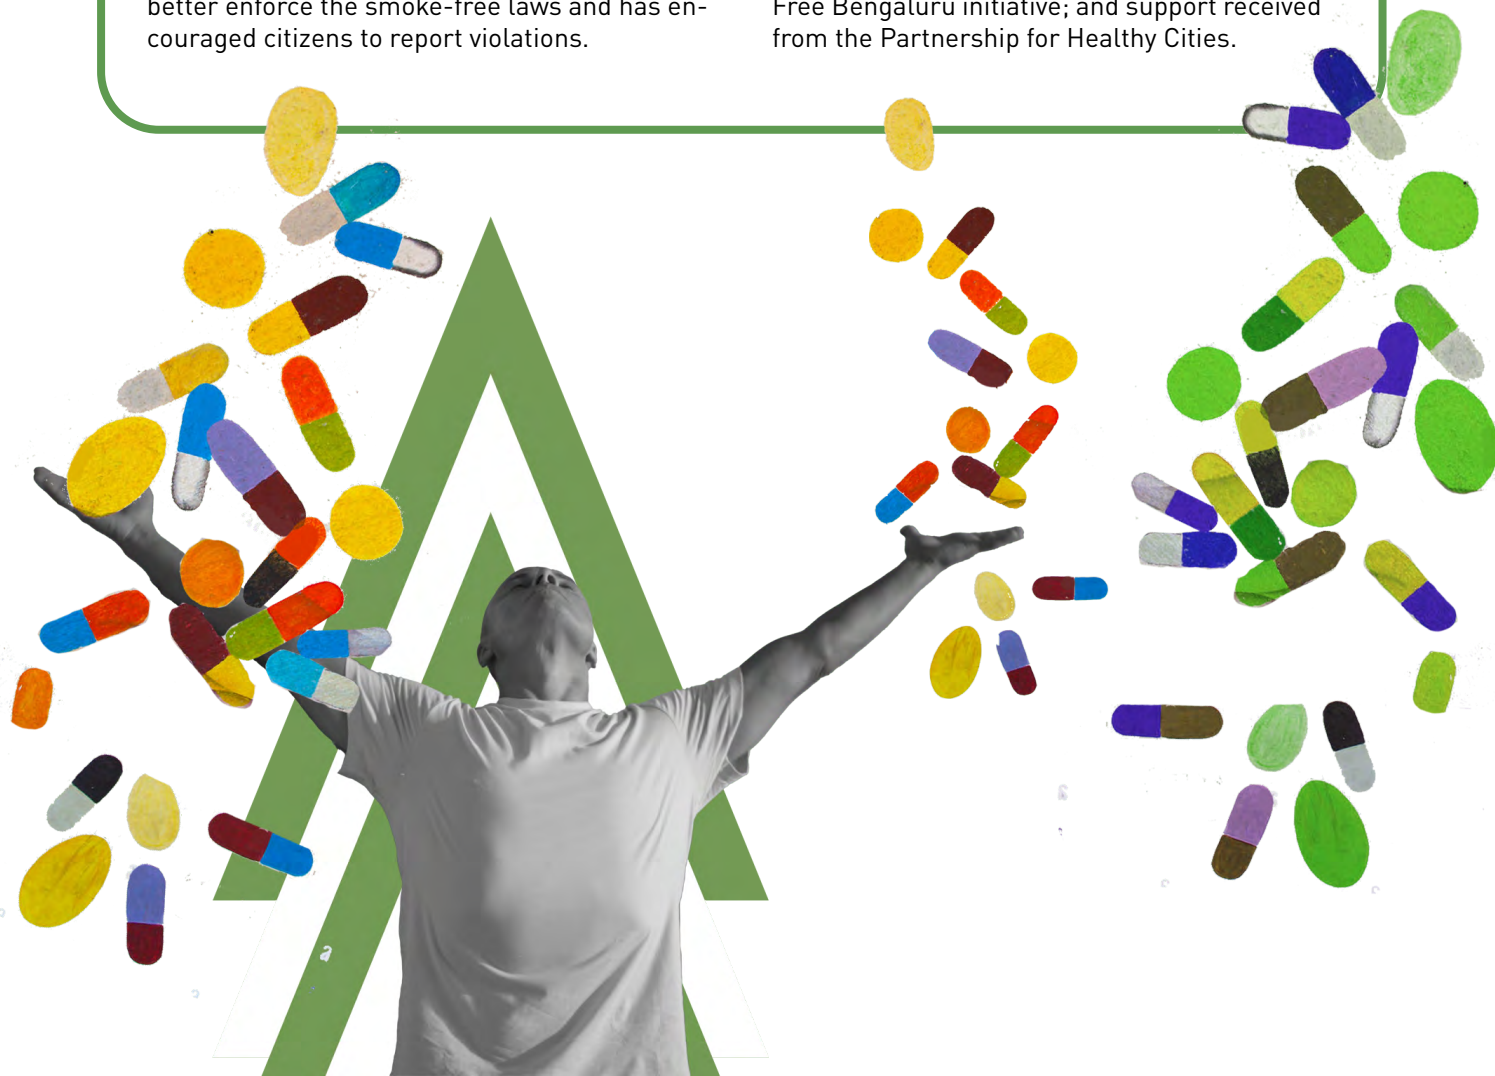 better enforce the smoke-free laws and has en-
couraged citizens to report violations.
Free Bengaluru initiative; and support received
from the Partnership for Healthy Cities.